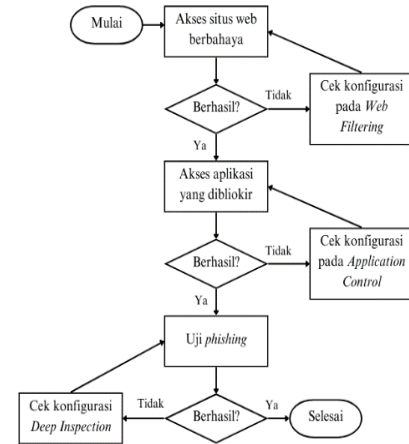 Mulai
Akses situs web
berbahaya
Berhasil?
Tidak
Cek konfigurasi
pada Web
Filtering
Ya
Akses aplikasi
yang dibliokir
Berhasil?
Tidak
Cek konfigurasi
pada Application
Control
Ya
Uji phishing
Cek konfigurasi
Deep Inspection
Tidak
Berhasil?
Ya
Selesai